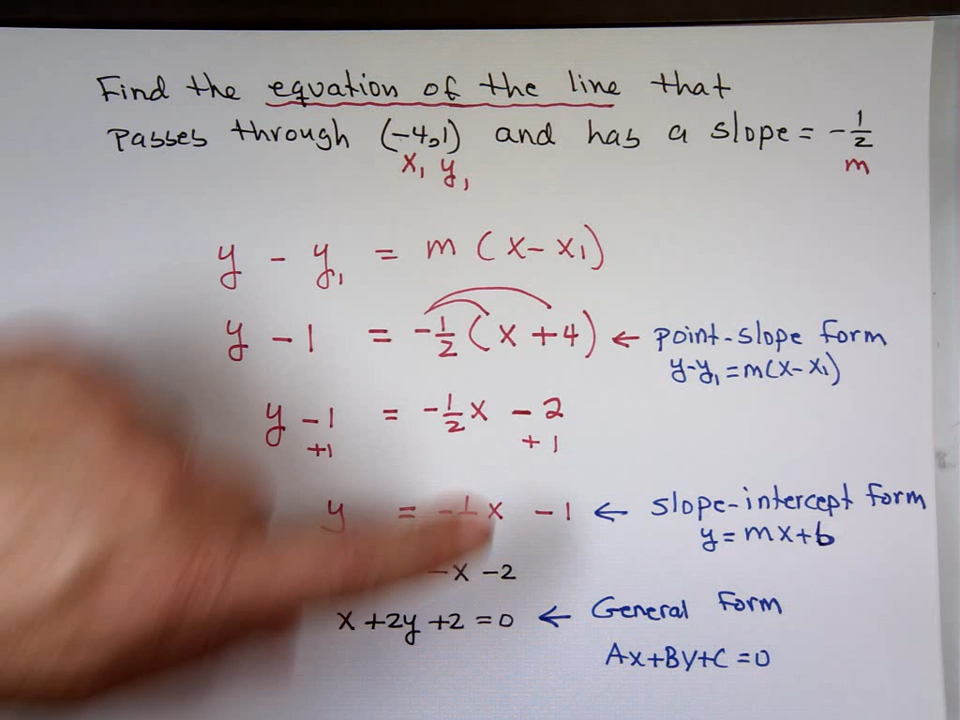 Find the equation of the line that
passes through (-4,1) and has a slope = -1/2
x₁ y₁ m
y - y₁ = m (x - x₁)
y - 1 = -1/2 (x + 4) ← point-slope form
y-y₁ = m(x-x₁)
y - 1 = -1/2 x - 2
+1 +1
y = -1/2 x - 1 ← slope-intercept form
y = mx+b
-x -2
x + 2y + 2 = 0 ← General Form
Ax+By+C=0